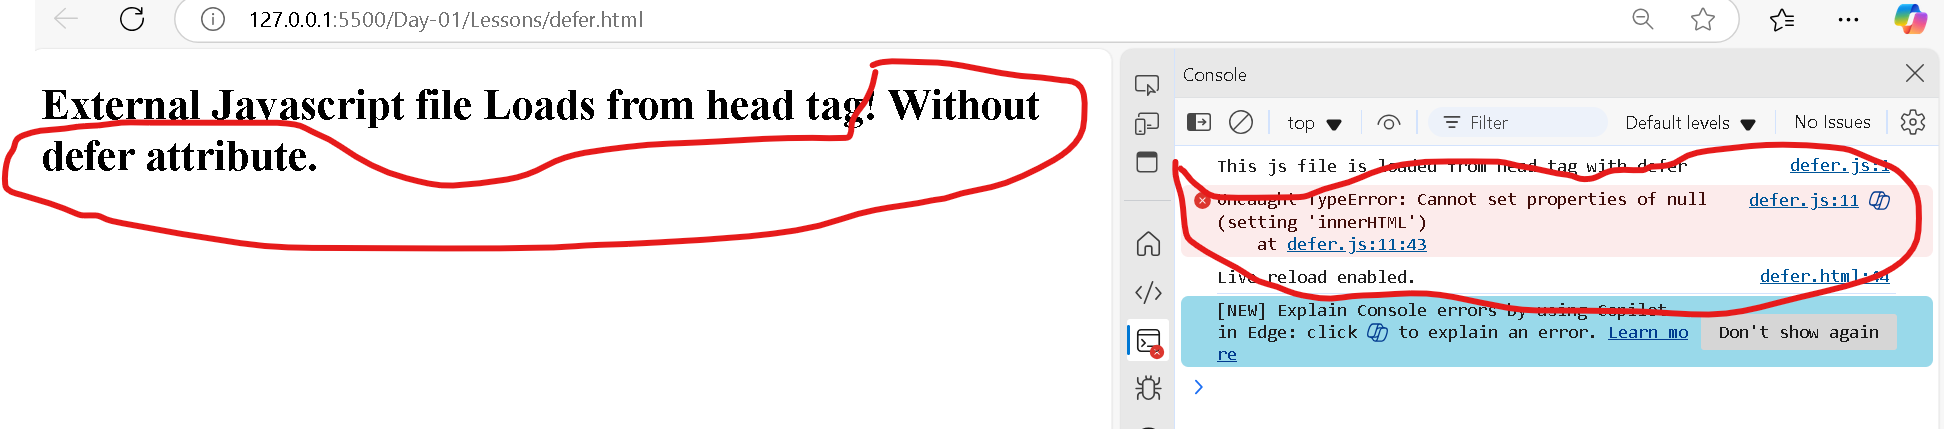 127.0.0.1:5500/Day-01/Lessons/defer.html
External Javascript file Loads from head tag! Without
defer attribute.
Console
top
Filter
Default levels
No Issues
This js file is loaded from head tag with defer defer.js:1
Uncaught TypeError: Cannot set properties of null defer.js:11
(setting 'innerHTML')
at defer.js:11:43
Live reload enabled. defer.html:44
[NEW] Explain Console errors by using Copilot
in Edge: click to explain an error. Learn mo
re
Don't show again